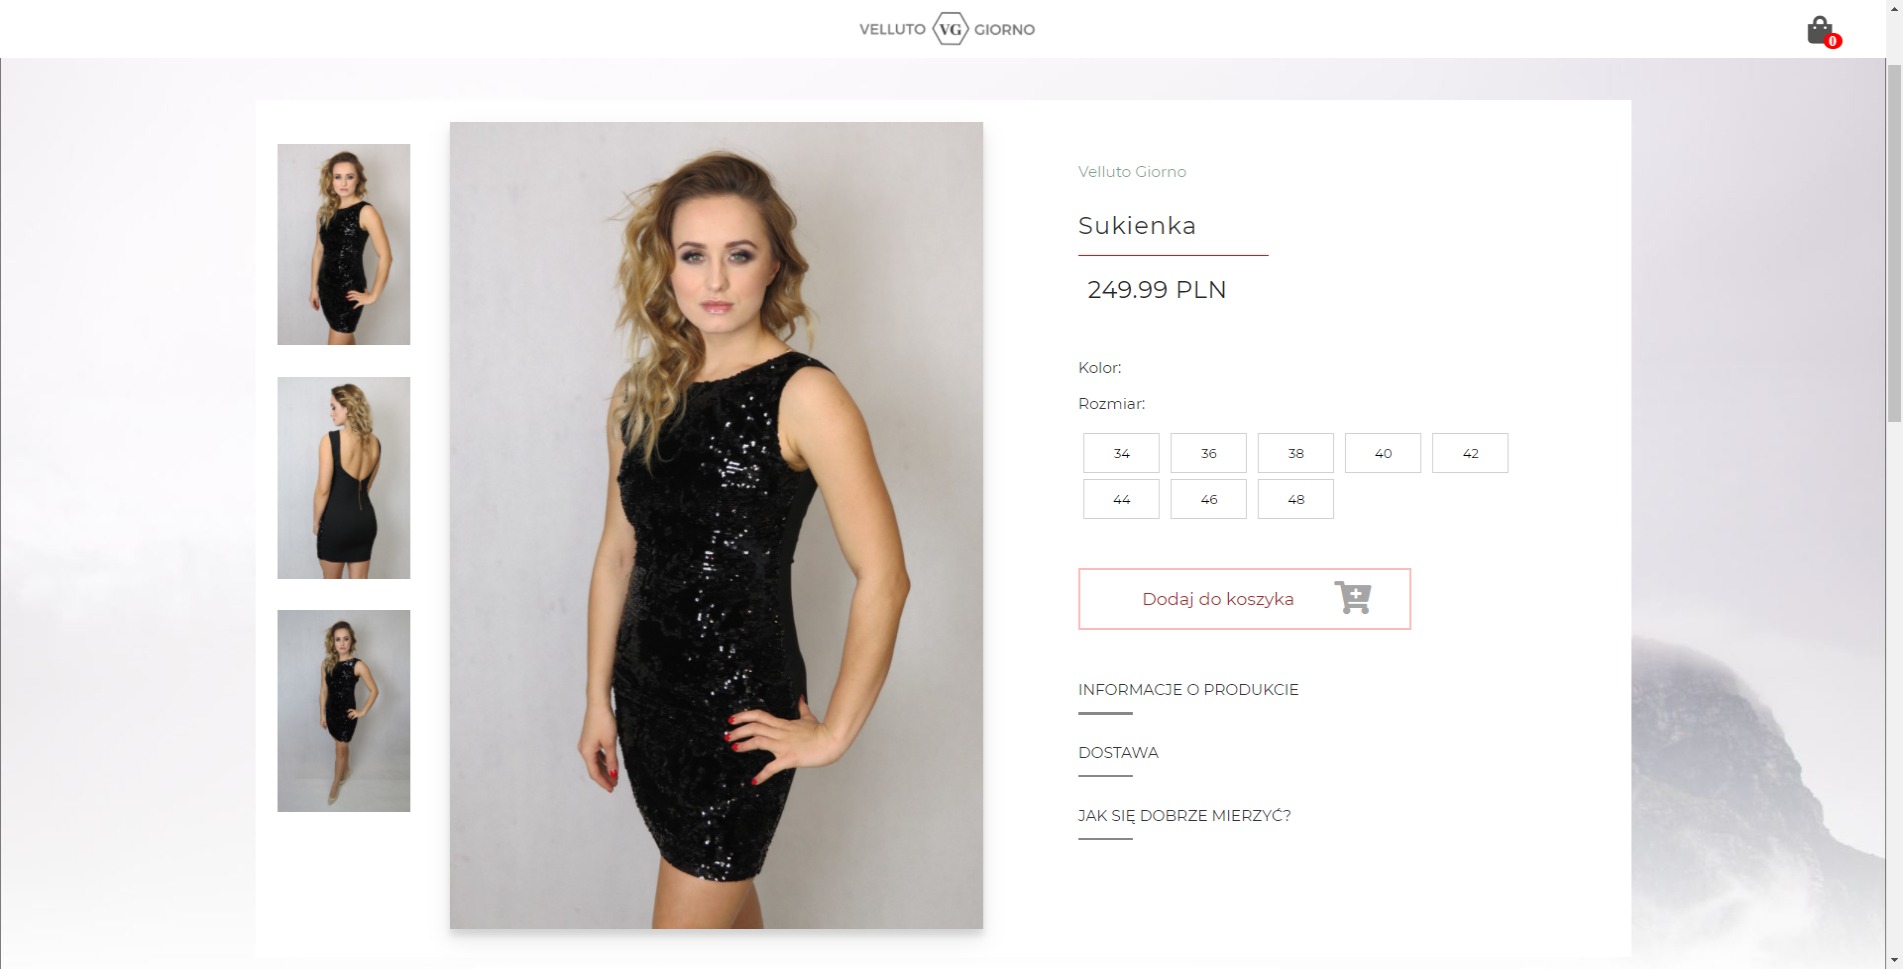 VELLUTO VG GIORNO
0
Velluto Giorno
Sukienka
249.99 PLN
Kolor:
Rozmiar:
34 36 38 40 42
44 46 48
Dodaj do koszyka
INFORMACJE O PRODUKCIE
DOSTAWA
JAK SIĘ DOBRZE MIERZYĆ?